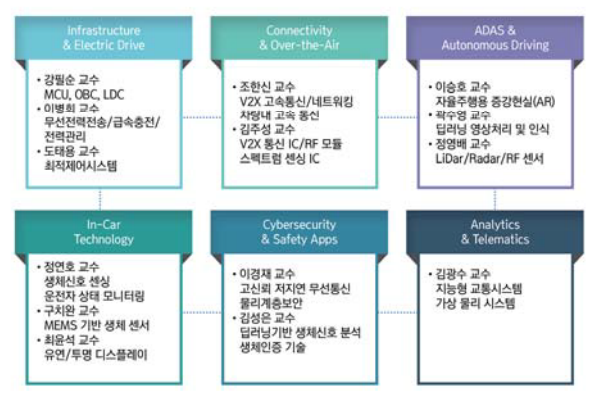 Infrastructure
& Electric Drive
• 강필순 교수
MCU, OBC, LDC
• 이병희 교수
무선전력전송/급속충전/
전력관리
• 도태용 교수
최적제어시스템
Connectivity
& Over-the-Air
• 조한신 교수
V2X 고속통신/네트워킹
차량내 고속 통신
• 김주성 교수
V2X 통신 IC/RF 모듈
스펙트럼 센싱 IC
ADAS &
Autonomous Driving
• 이승호 교수
자율주행용 증강현실(AR)
• 곽수영 교수
딥러닝 영상처리 및 인식
• 정영배 교수
LiDar/Radar/RF 센서
In-Car
Technology
• 정연호 교수
생체신호 센싱
운전자 상태 모니터링
• 구치완 교수
MEMS 기반 생체 센서
• 최윤석 교수
유연/투명 디스플레이
Cybersecurity
& Safety Apps
• 이경재 교수
고신뢰 저지연 무선통신
물리계층보안
• 김성은 교수
딥러닝기반 생체신호 분석
생체인증 기술
Analytics
& Telematics
• 김광수 교수
지능형 교통시스템
가상 물리 시스템